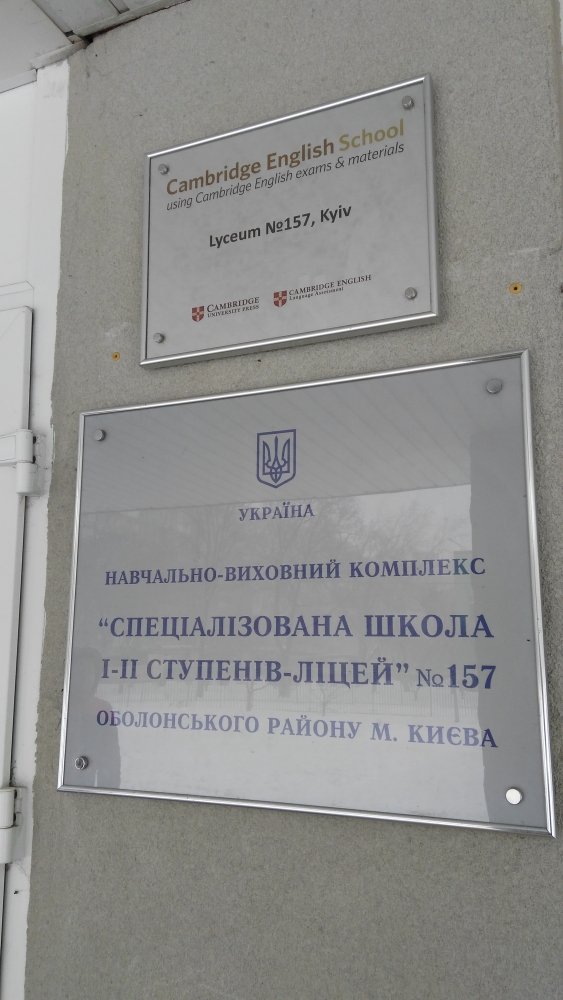 Cambridge English School
using Cambridge English exams & materials
Lyceum №157, Kyiv
CAMBRIDGE
UNIVERSITY PRESS
CAMBRIDGE ENGLISH
Language Assessment
УКРАЇНА
НАВЧАЛЬНО-ВИХОВНИЙ КОМПЛЕКС
“СПЕЦІАЛІЗОВАНА ШКОЛА
І-ІІ СТУПЕНІВ-ЛІЦЕЙ” №157
ОБОЛОНСЬКОГО РАЙОНУ М. КИЄВА